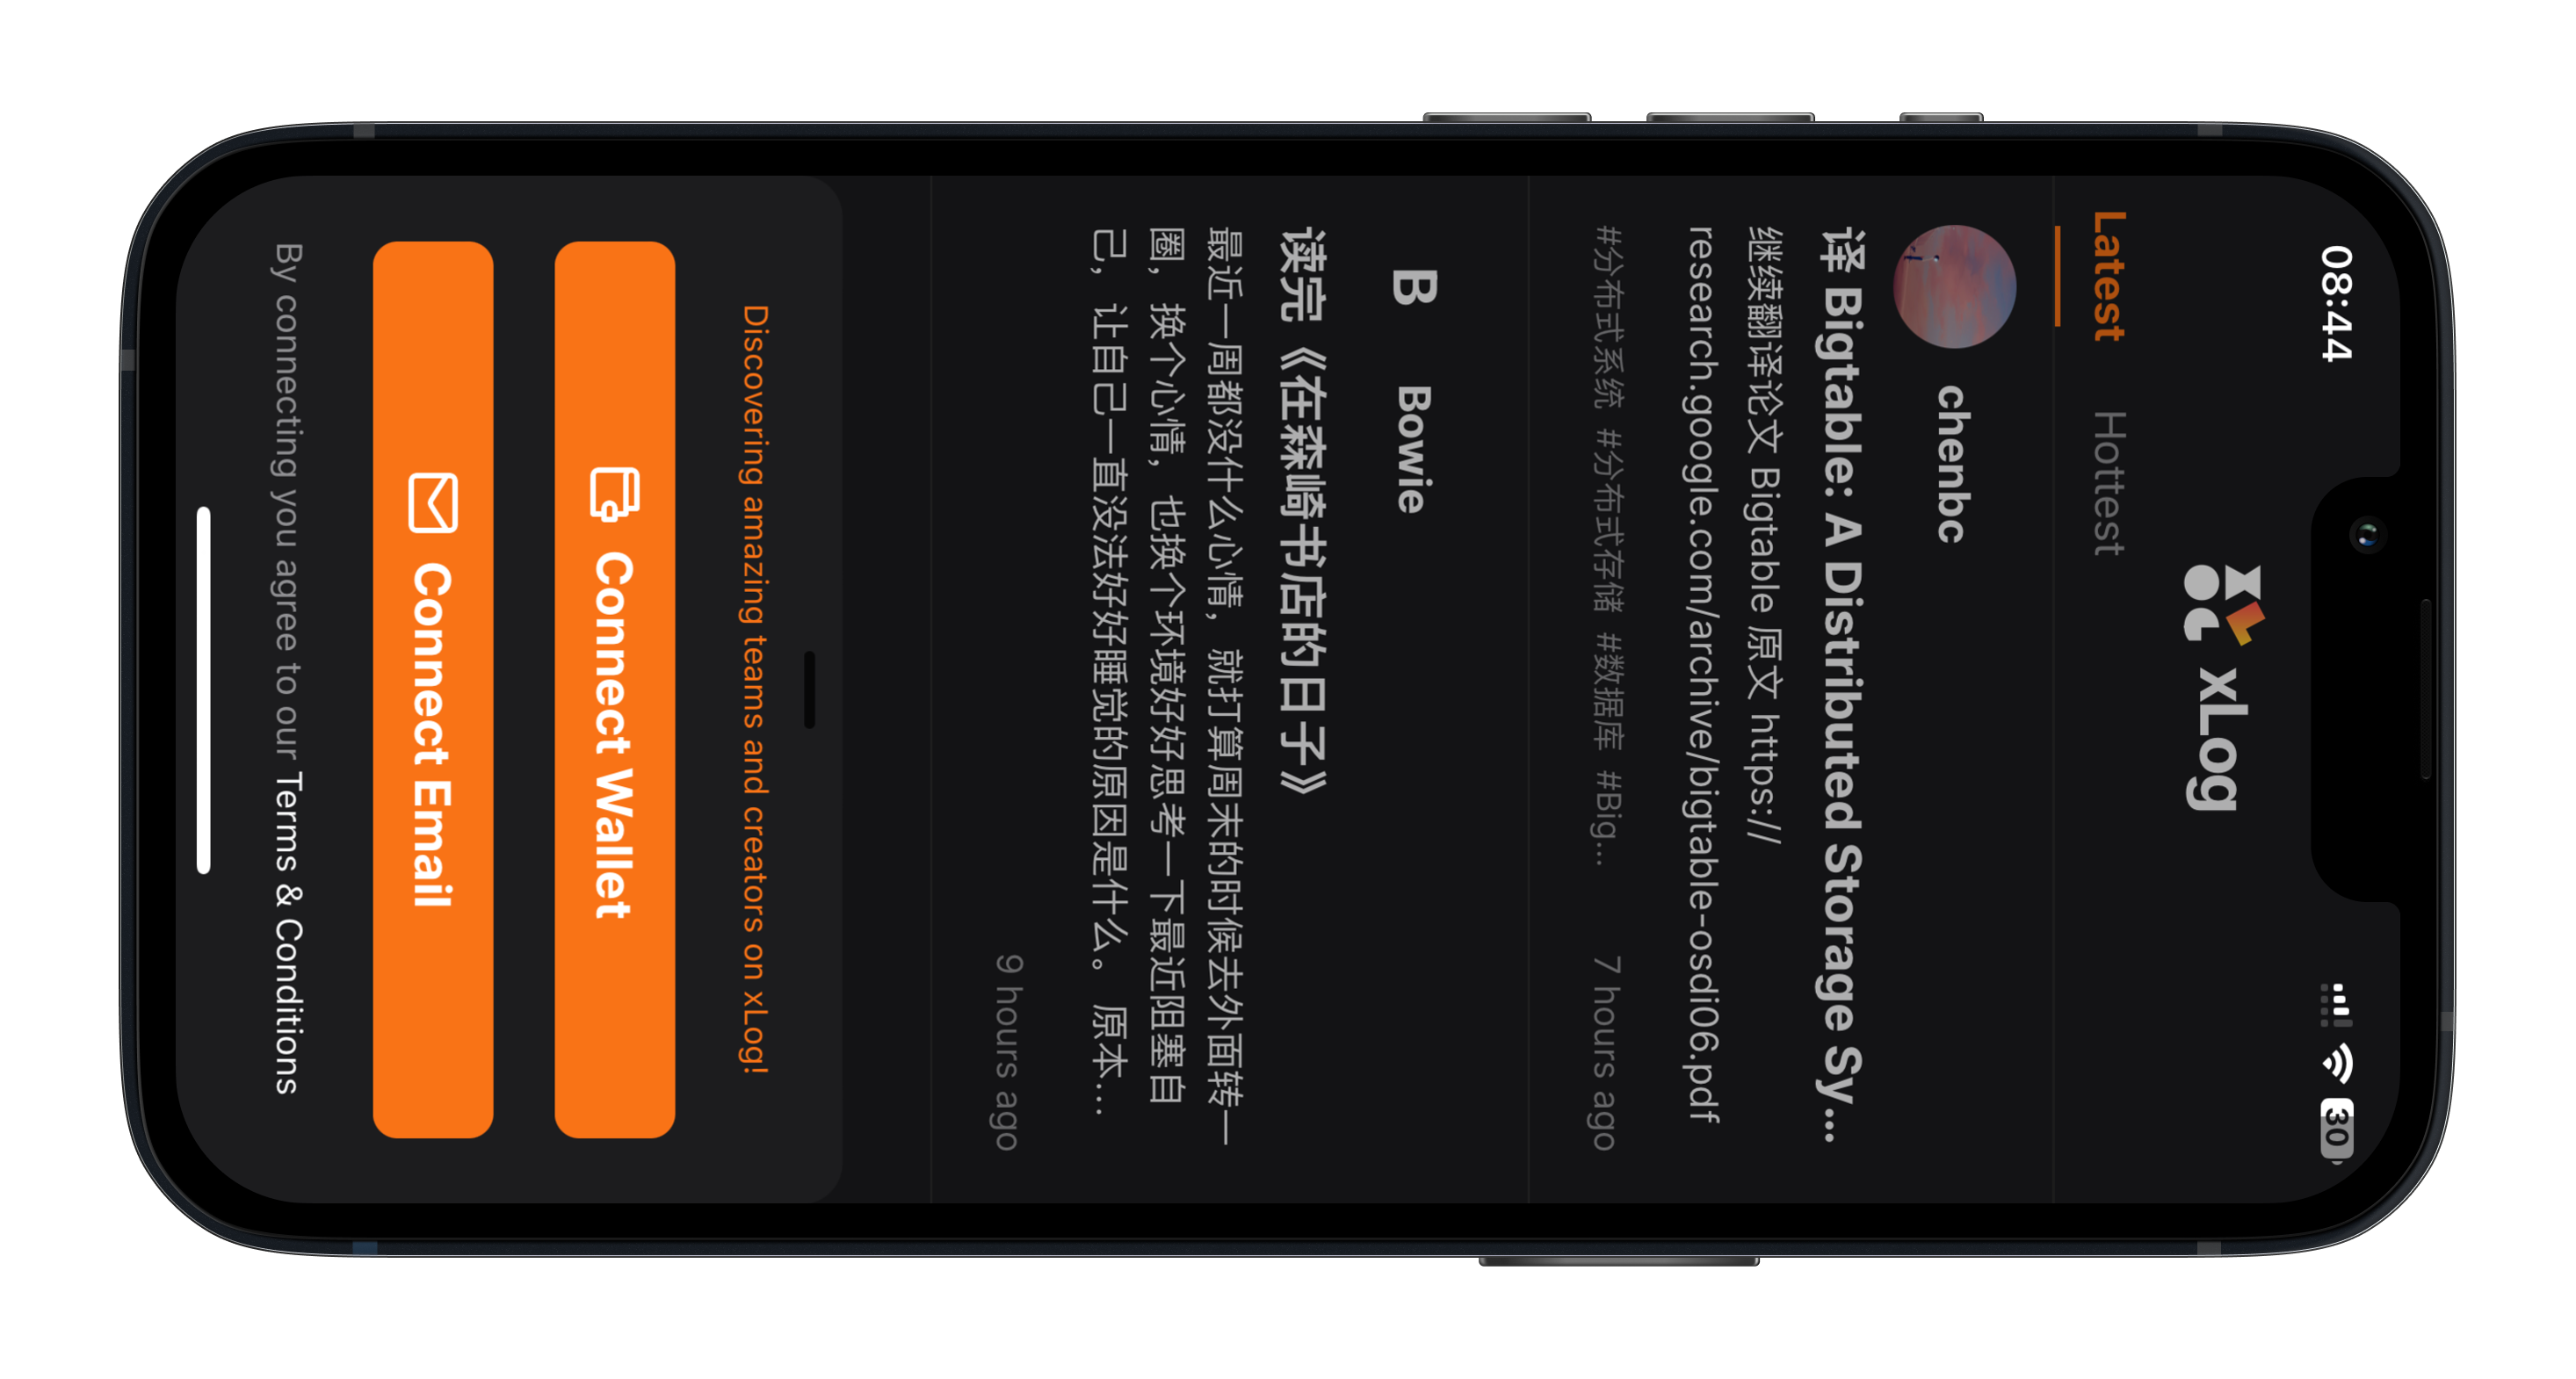 08:44
30
xLog
Latest Hottest
chenbc
译 Bigtable: A Distributed Storage Sy...
继续翻译论文 Bigtable 原文 https://
research.google.com/archive/bigtable-osdi06.pdf
#分布式系统 #分布式存储 #数据库 #Big... 7 hours ago
B Bowie
读完《在森崎书店的日子》
最近一周都没什么心情，就打算周末的时候去外面转一
圈，换个心情，也换个环境好好思考一下最近阻塞自
己，让自己一直没法好好睡觉的原因是什么。 原本...
9 hours ago
Discovering amazing teams and creators on xLog!
Connect Wallet
Connect Email
By connecting you agree to our Terms & Conditions